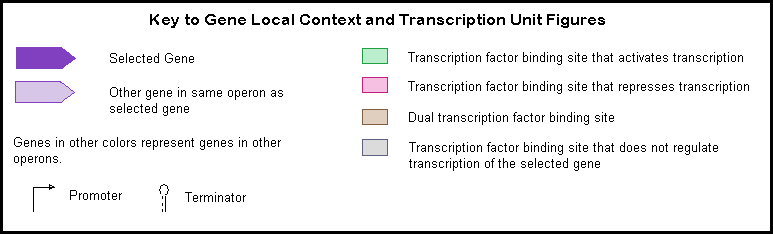 Key to Gene Local Context and Transcription Unit Figures
Selected Gene
Other gene in same operon as
selected gene
Genes in other colors represent genes in other
operons.
Promoter
Terminator
Transcription factor binding site that activates transcription
Transcription factor binding site that represses transcription
Dual transcription factor binding site
Transcription factor binding site that does not regulate
transcription of the selected gene